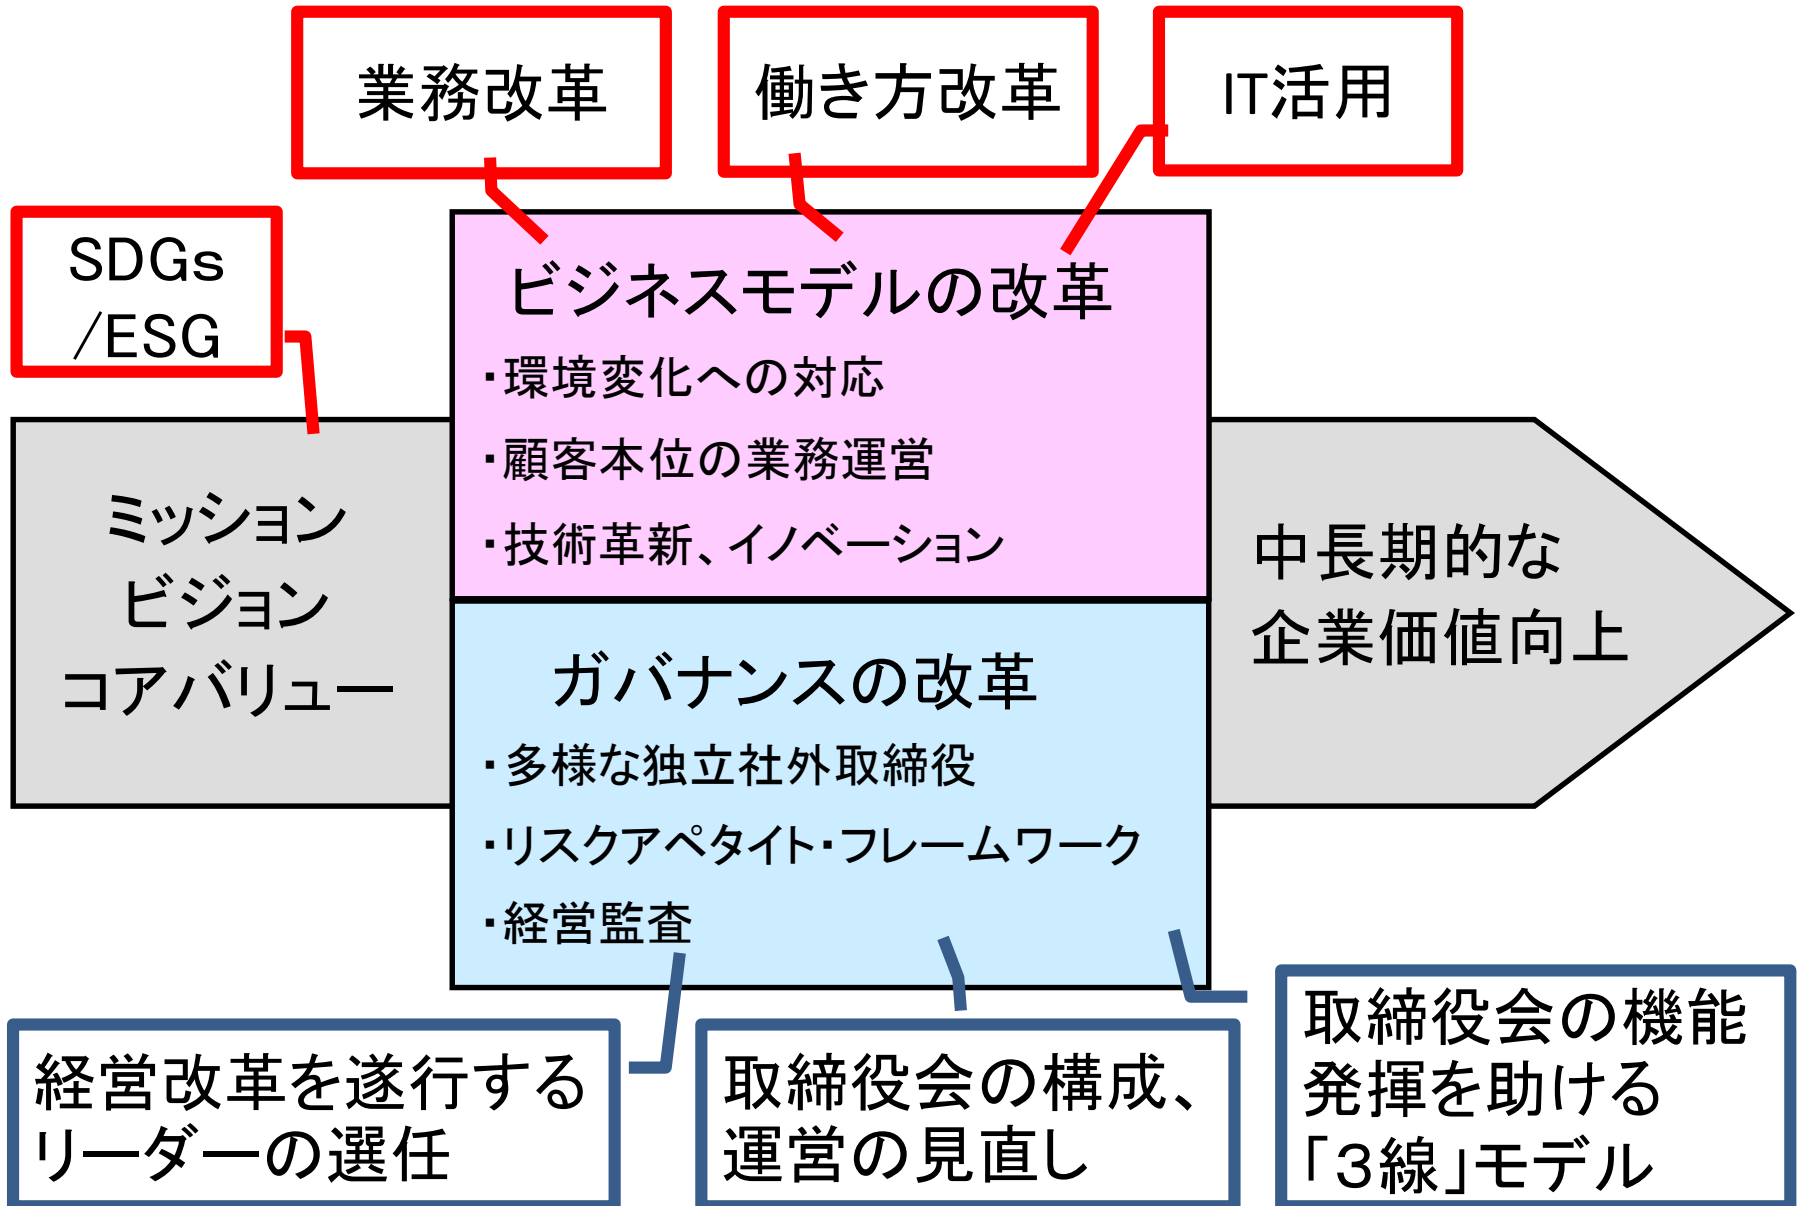 業務改革
働き方改革
IT活用
SDGs
/ESG
ビジネスモデルの改革
・環境変化への対応
・顧客本位の業務運営
・技術革新、イノベーション
ミッション
ビジョン
コアバリュー
中長期的な
企業価値向上
ガバナンスの改革
・多様な独立社外取締役
・リスクアペタイト・フレームワーク
・経営監査
経営改革を遂行する
リーダーの選任
取締役会の構成、
運営の見直し
取締役会の機能
発揮を助ける
「３線」モデル